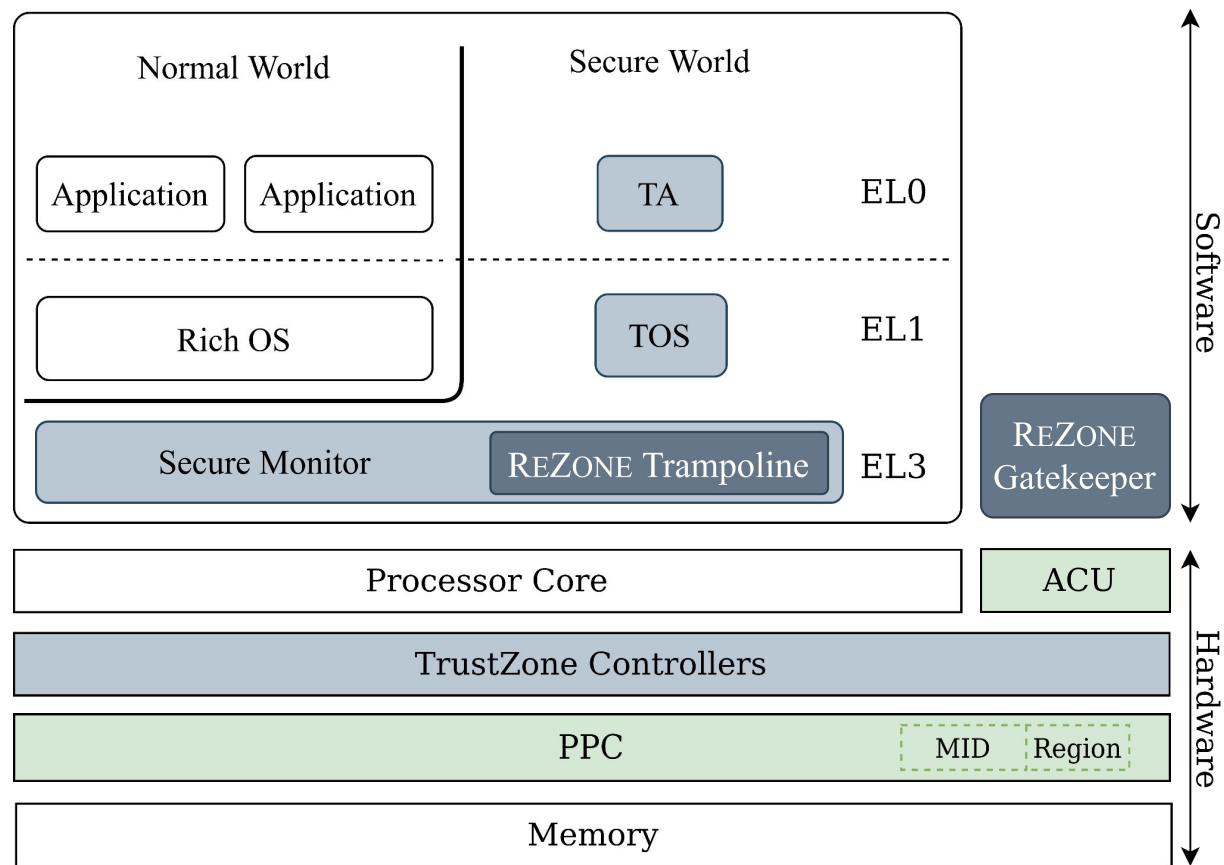 Normal World
Secure World
Application
Application
TA
EL0
Rich OS
TOS
EL1
Secure Monitor
REZONE Trampoline
EL3
REZONE
Gatekeeper
Software
Processor Core
ACU
TrustZone Controllers
PPC
MID
Region
Memory
Hardware